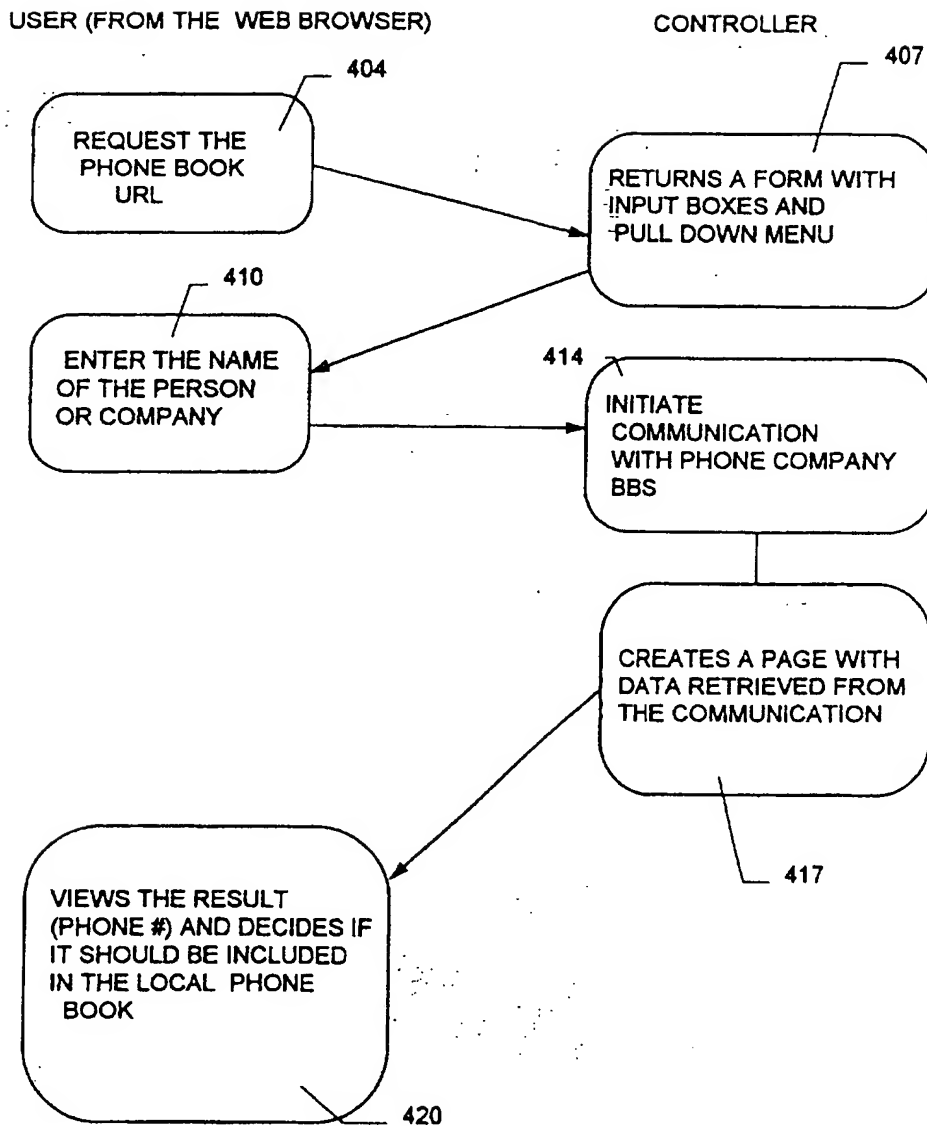 USER (FROM THE WEB BROWSER)
CONTROLLER
404
407
REQUEST THE
PHONE BOOK
URL
RETURNS A FORM WITH
INPUT BOXES AND
PULL DOWN MENU
410
ENTER THE NAME
OF THE PERSON
OR COMPANY
414
INITIATE
COMMUNICATION
WITH PHONE COMPANY
BBS
CREATES A PAGE WITH
DATA RETRIEVED FROM
THE COMMUNICATION
417
VIEWS THE RESULT
(PHONE #) AND DECIDES IF
IT SHOULD BE INCLUDED
IN THE LOCAL PHONE
BOOK
420